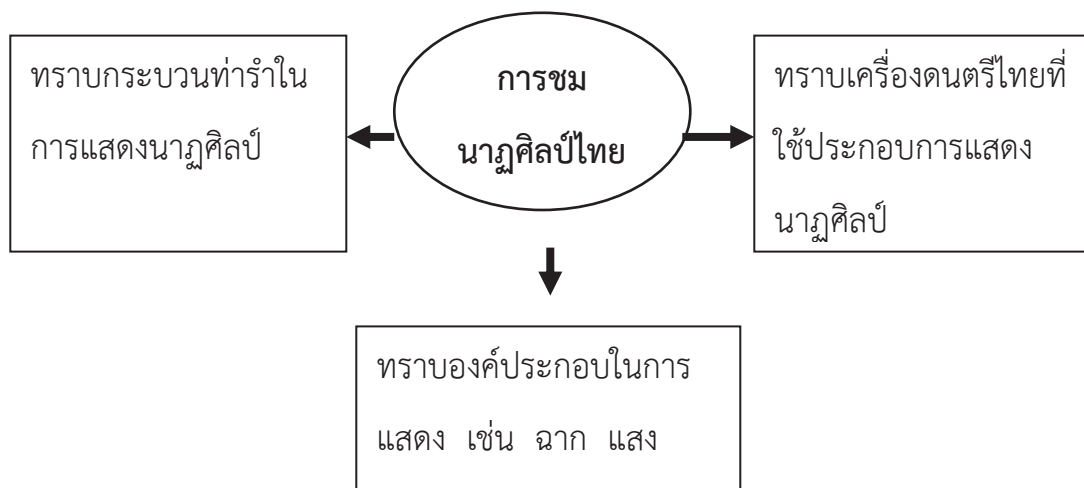 การชม
นาฏศิลป์ไทย
ทราบกระบวนท่ารำใน
การแสดงนาฏศิลป์
ทราบเครื่องดนตรีไทยที่
ใช้ประกอบการแสดง
นาฏศิลป์
ทราบองค์ประกอบในการ
แสดง เช่น ฉาก แสง